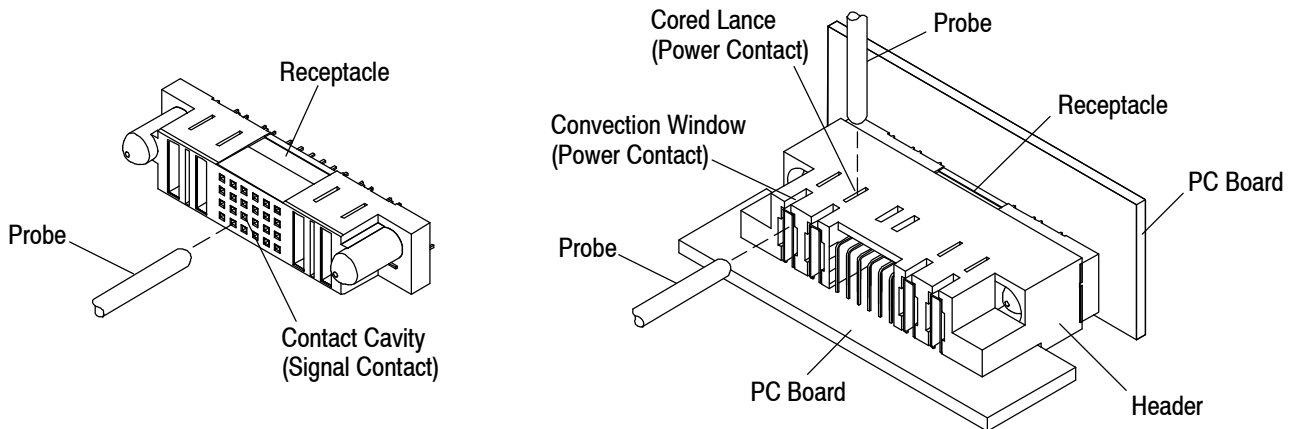 Receptacle
Probe
Contact Cavity
(Signal Contact)
Cored Lance
(Power Contact)
Probe
Convection Window
(Power Contact)
Receptacle
PC Board
Probe
PC Board
Header